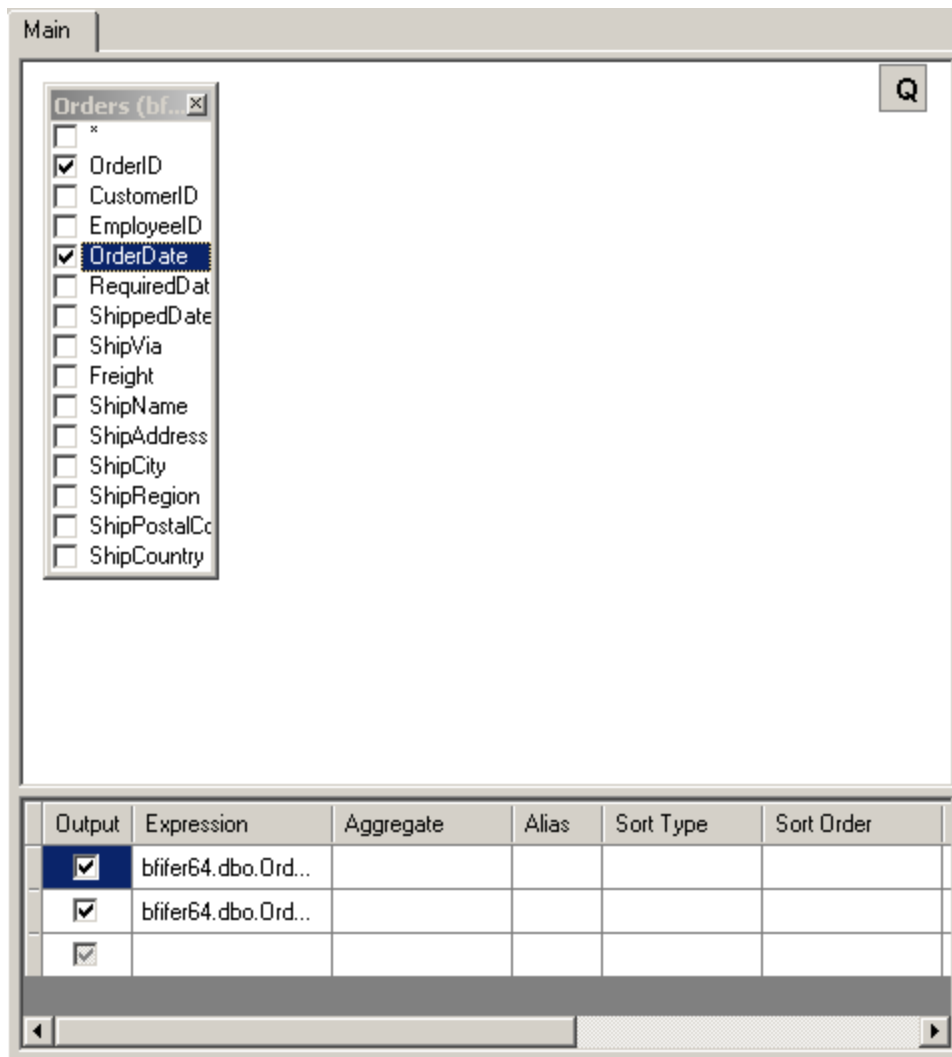 Main
Q
Orders (bf...
*
OrderID
CustomerID
EmployeeID
OrderDate
RequiredDat
ShippedDate
ShipVia
Freight
ShipName
ShipAddress
ShipCity
ShipRegion
ShipPostalCo
ShipCountry
Output Expression Aggregate Alias Sort Type Sort Order
bfifer64.dbo.Ord...
bfifer64.dbo.Ord...